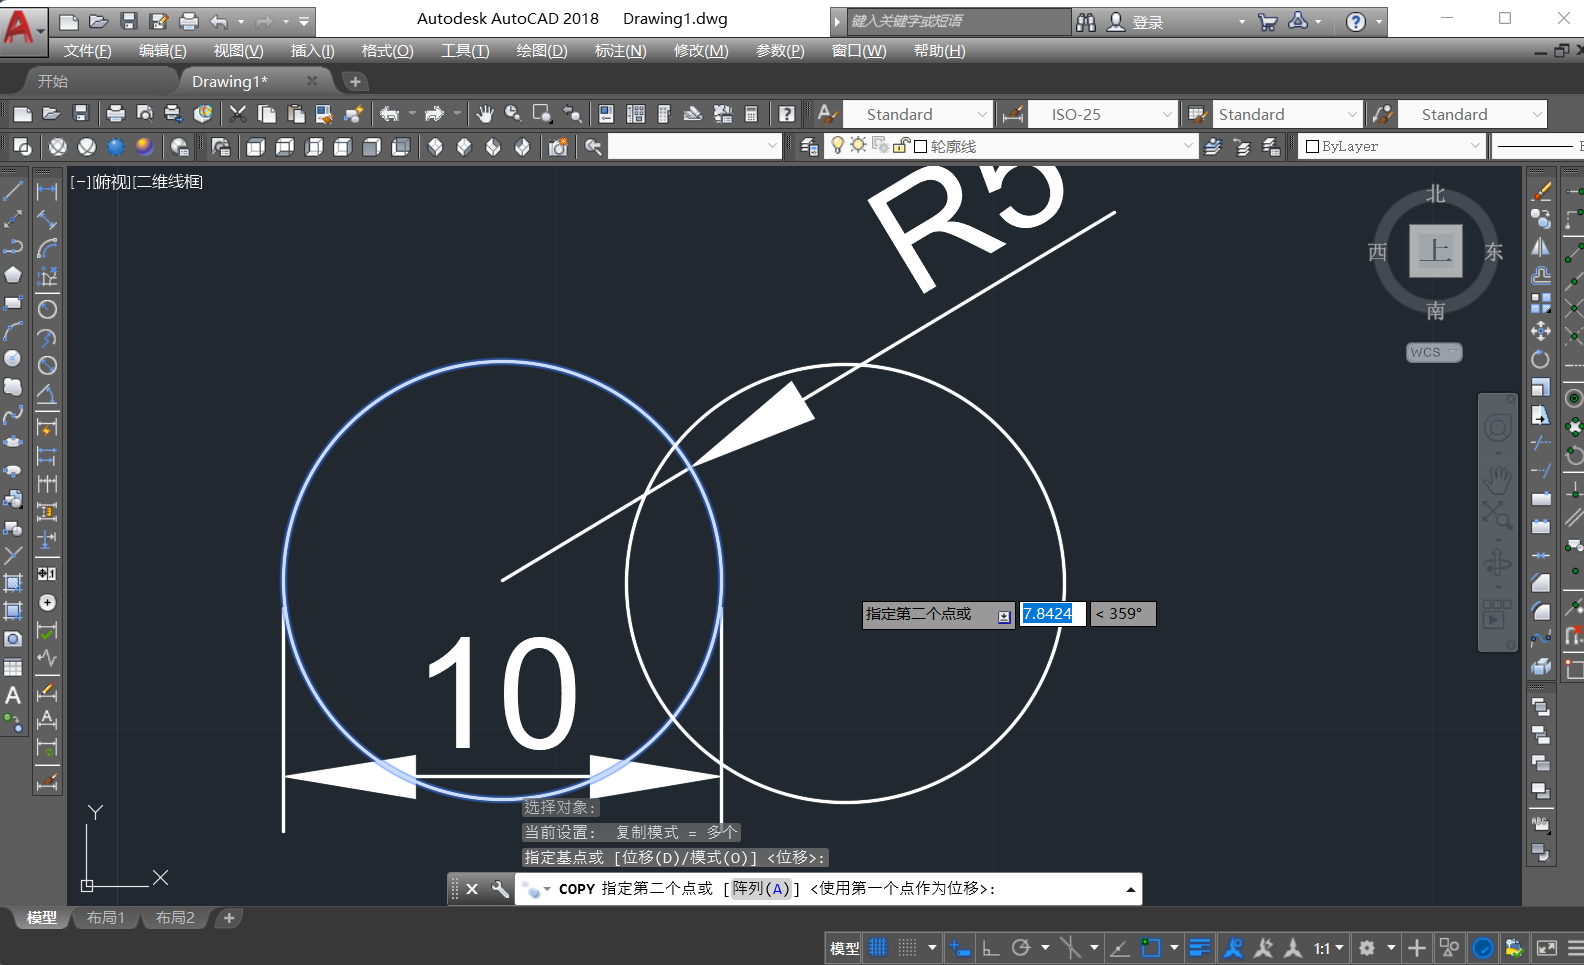 Autodesk AutoCAD 2018 Drawing1.dwg
键入关键字或短语
登录
文件(F) 编辑(E) 视图(V) 插入(I) 格式(O) 工具(T) 绘图(D) 标注(N) 修改(M) 参数(P) 窗口(W) 帮助(H)
开始 Drawing1*
Standard ISO-25 Standard Standard
轮廓线 ByLayer
[−][俯视][二维线框]
R5
北
西 上 东
南
WCS
指定第二个点或 7.8424 < 359°
10
选择对象:
当前设置: 复制模式 = 多个
指定基点或 [位移(D)/模式(O)] <位移>:
Y
X
COPY 指定第二个点或 [阵列(A)] <使用第一个点作为位移>:
模型 布局1 布局2
模型 1:1